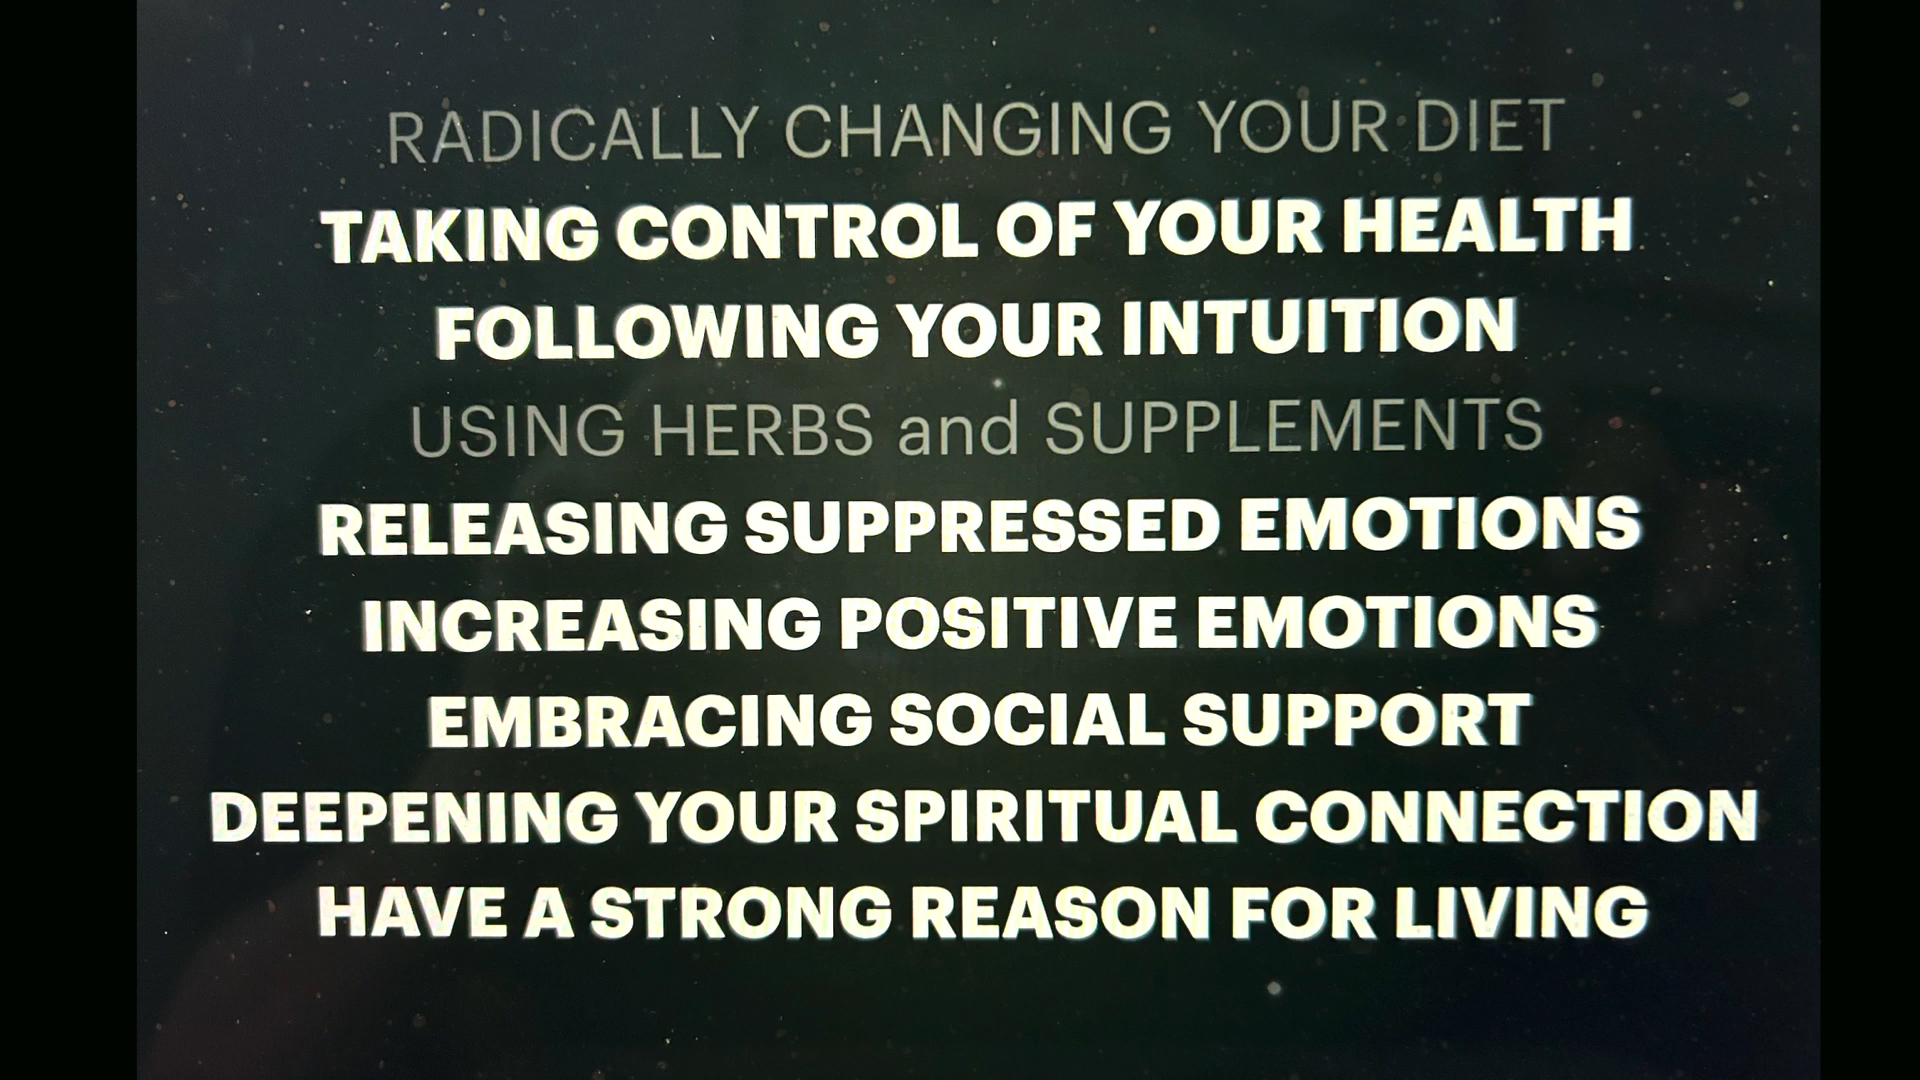 RADICALLY CHANGING YOUR DIET
TAKING CONTROL OF YOUR HEALTH
FOLLOWING YOUR INTUITION
USING HERBS and SUPPLEMENTS
RELEASING SUPPRESSED EMOTIONS
INCREASING POSITIVE EMOTIONS
EMBRACING SOCIAL SUPPORT
DEEPENING YOUR SPIRITUAL CONNECTION
HAVE A STRONG REASON FOR LIVING